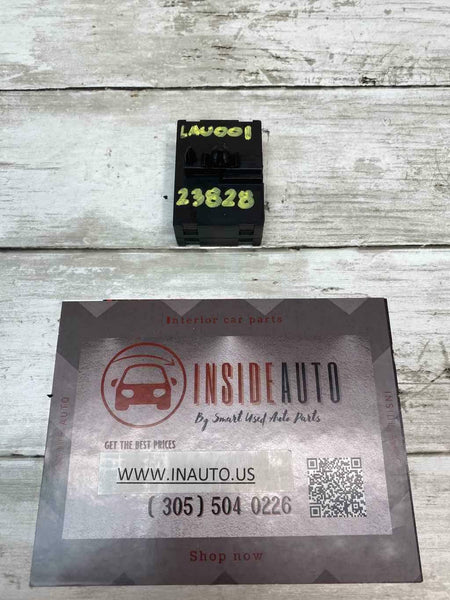 LAU001
23828
Interior car parts
INSIDEAUTO
By Smart Used Auto Parts
GET THE BEST PRICES
WWW.INAUTO.US
(305) 504 0226
Shop now